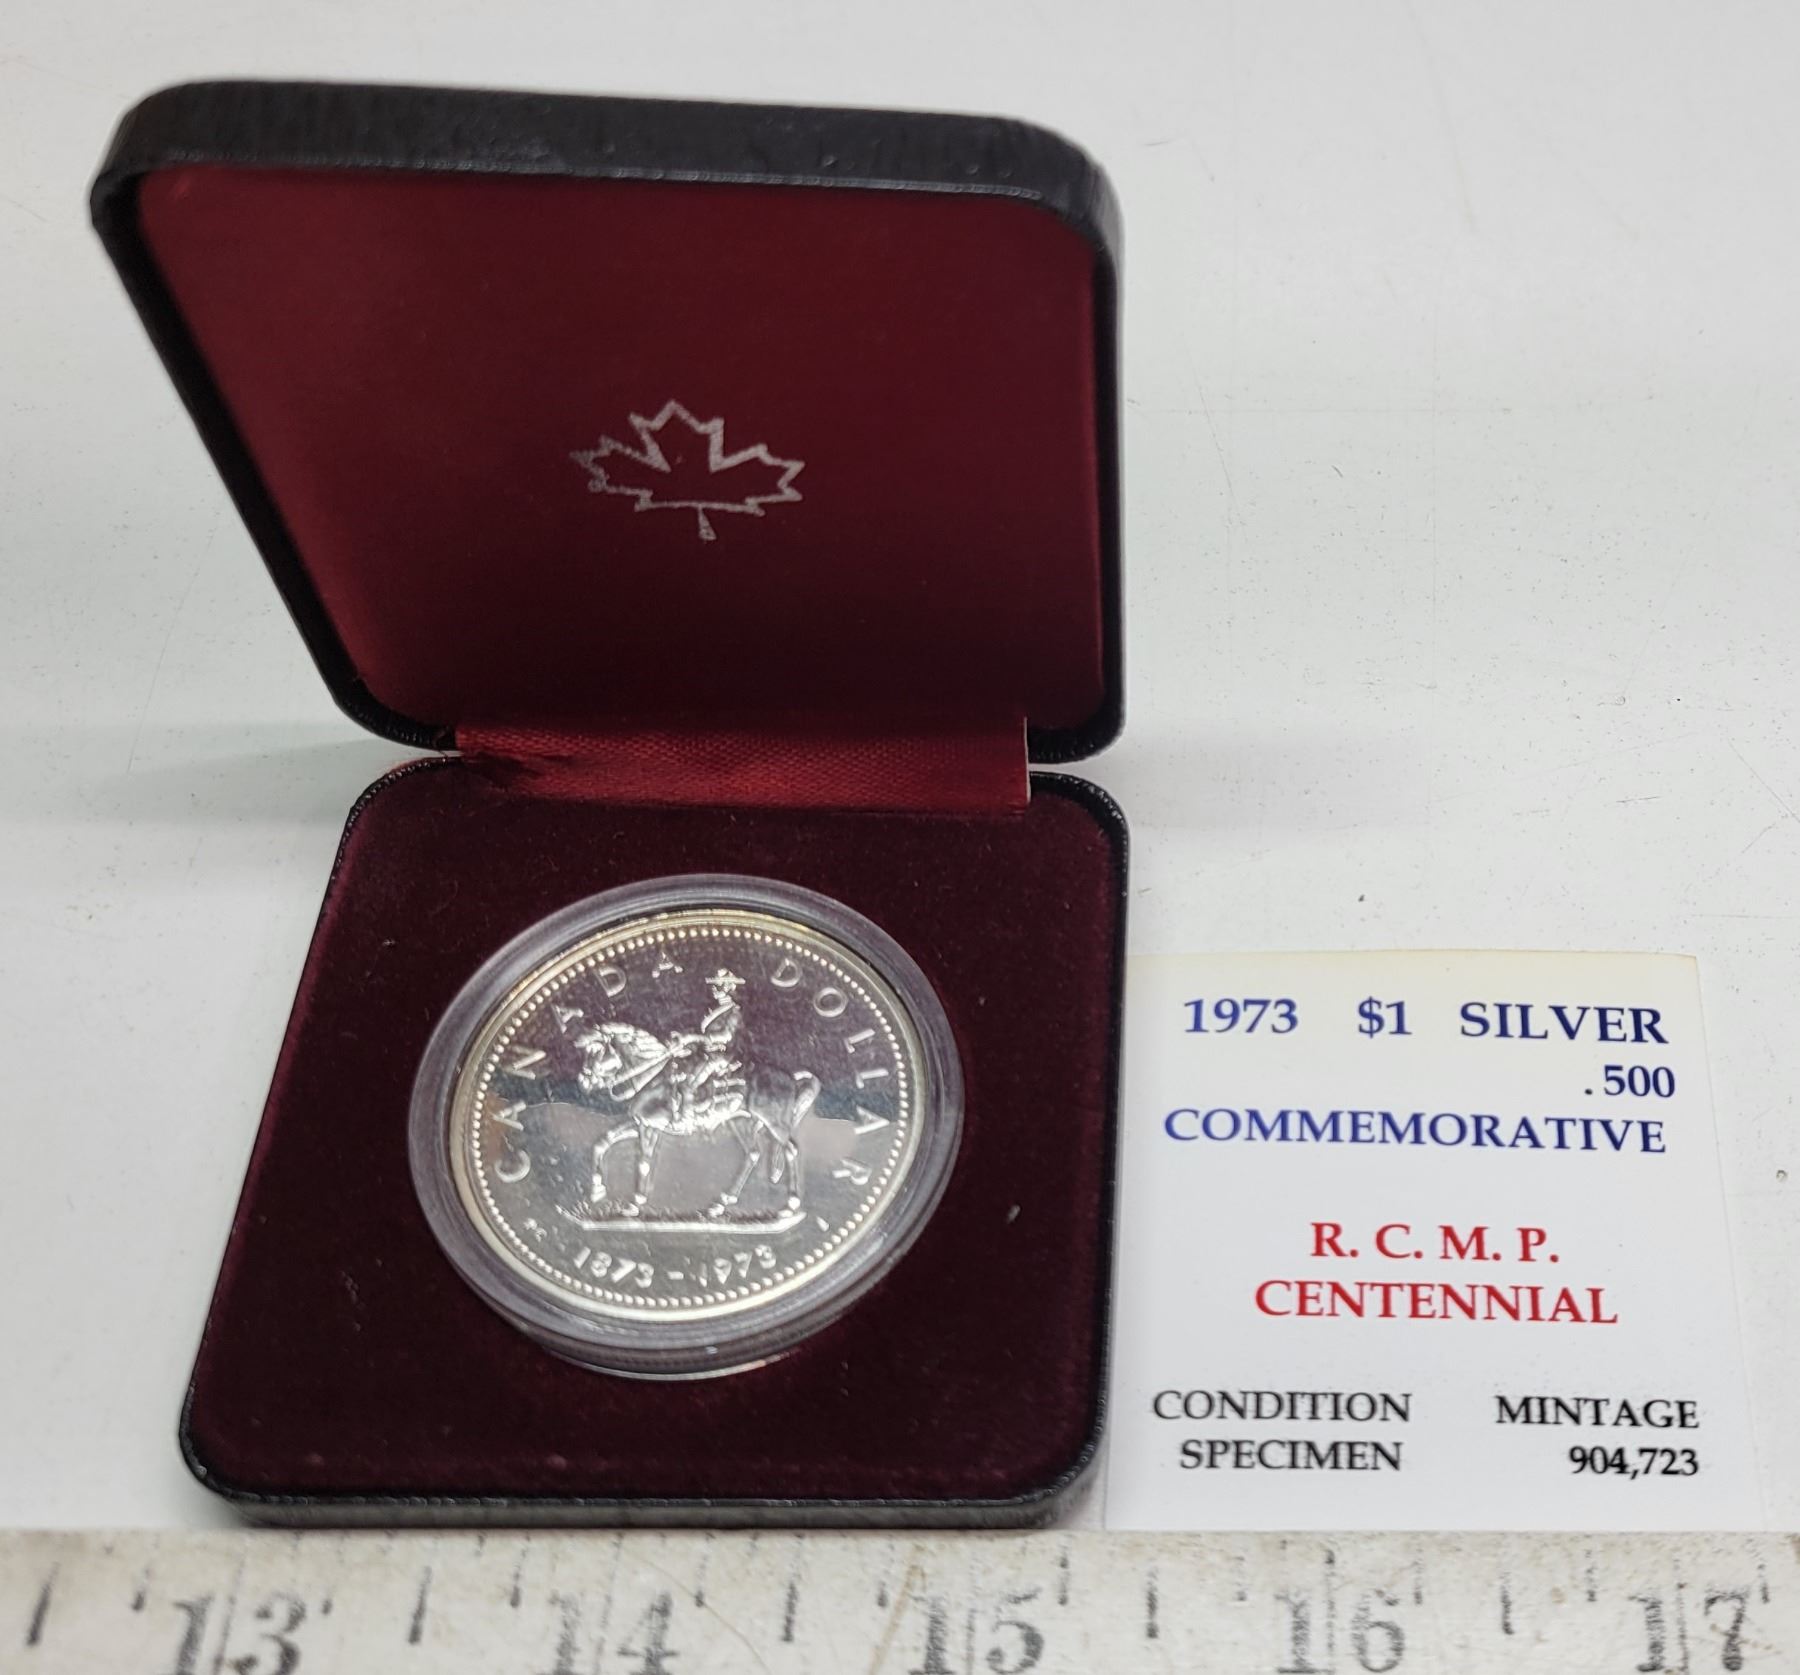 CANADA DOLLAR
1873 - 1973
1973 $1 SILVER
.500
COMMEMORATIVE
R. C. M. P.
CENTENNIAL
CONDITION MINTAGE
SPECIMEN 904,723
13 14 15 16 17